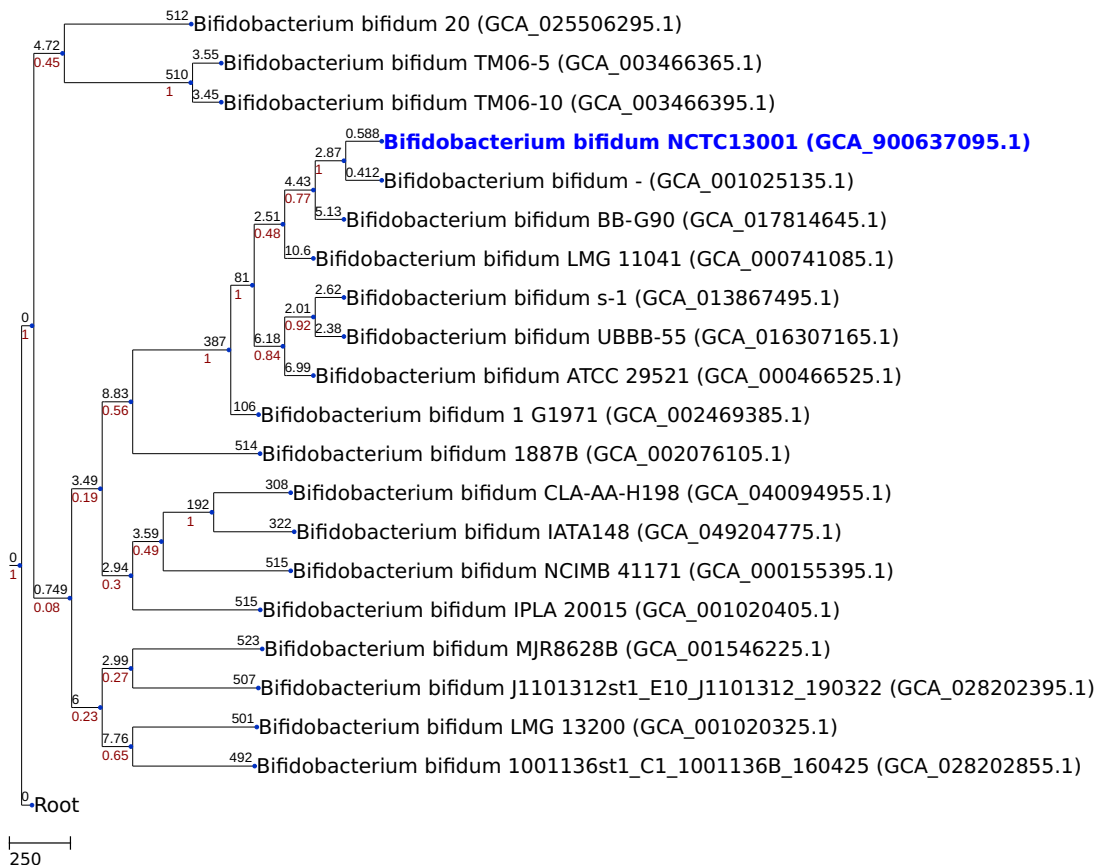 512 Bifidobacterium bifidum 20 (GCA_025506295.1)
4.72
0.45
3.55 Bifidobacterium bifidum TM06-5 (GCA_003466365.1)
510
1
3.45 Bifidobacterium bifidum TM06-10 (GCA_003466395.1)
0.588 Bifidobacterium bifidum NCTC13001 (GCA_900637095.1)
2.87
1
0.412 Bifidobacterium bifidum - (GCA_001025135.1)
4.43
0.77
5.13 Bifidobacterium bifidum BB-G90 (GCA_017814645.1)
2.51
0.48
10.6 Bifidobacterium bifidum LMG 11041 (GCA_000741085.1)
81
1
2.62 Bifidobacterium bifidum s-1 (GCA_013867495.1)
2.01
0.92
0
1
2.38 Bifidobacterium bifidum UBBB-55 (GCA_016307165.1)
6.18
0.84
387
1
6.99 Bifidobacterium bifidum ATCC 29521 (GCA_000466525.1)
8.83
0.56
106 Bifidobacterium bifidum 1 G1971 (GCA_002469385.1)
514 Bifidobacterium bifidum 1887B (GCA_002076105.1)
3.49
0.19
308 Bifidobacterium bifidum CLA-AA-H198 (GCA_040094955.1)
192
1
322 Bifidobacterium bifidum IATA148 (GCA_049204775.1)
3.59
0.49
0
1
515 Bifidobacterium bifidum NCIMB 41171 (GCA_000155395.1)
2.94
0.3
0.749
0.08
515 Bifidobacterium bifidum IPLA 20015 (GCA_001020405.1)
523 Bifidobacterium bifidum MJR8628B (GCA_001546225.1)
2.99
0.27
507 Bifidobacterium bifidum J1101312st1_E10_J1101312_190322 (GCA_028202395.1)
6
0.23
501 Bifidobacterium bifidum LMG 13200 (GCA_001020325.1)
7.76
0.65
492 Bifidobacterium bifidum 1001136st1_C1_1001136B_160425 (GCA_028202855.1)
0 Root
250